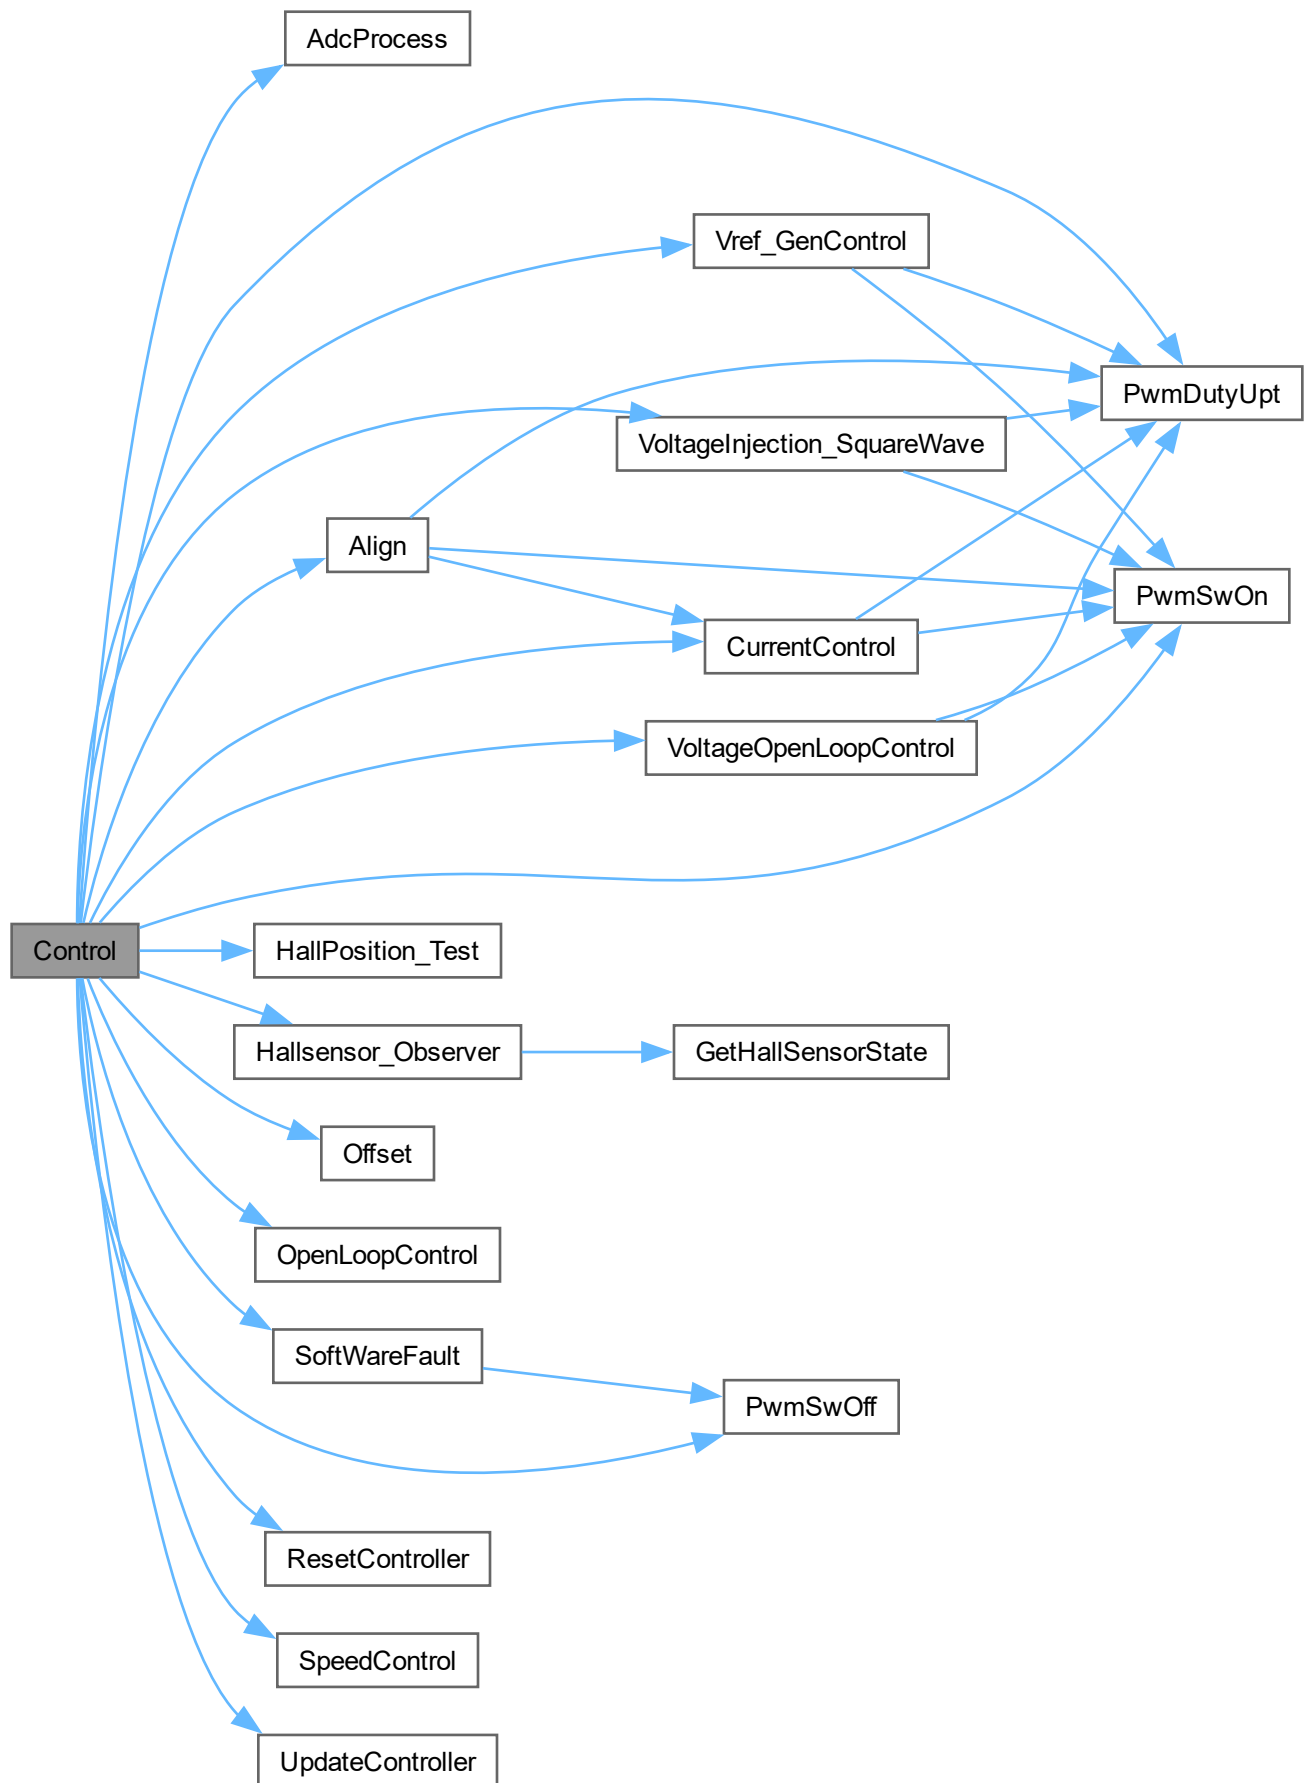 AdcProcess
Vref_GenControl
PwmDutyUpt
VoltageInjection_SquareWave
Align
PwmSwOn
CurrentControl
VoltageOpenLoopControl
Control
HallPosition_Test
Hallsensor_Observer
GetHallSensorState
Offset
OpenLoopControl
SoftWareFault
PwmSwOff
ResetController
SpeedControl
UpdateController